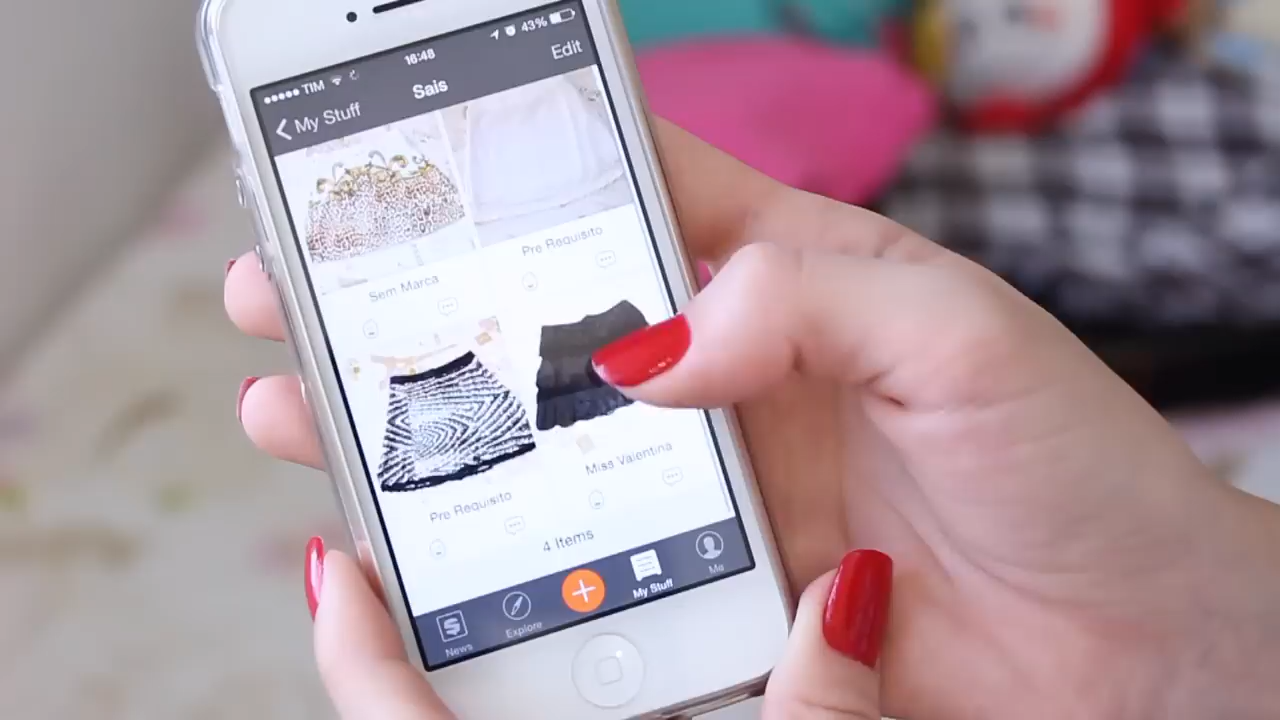 TIM 16:48 43%
My Stuff Sais Edit
Sem Marca
Pre Requisito
Pre Requisito
Miss Valentina
4 Items
News Explore My Stuff Me